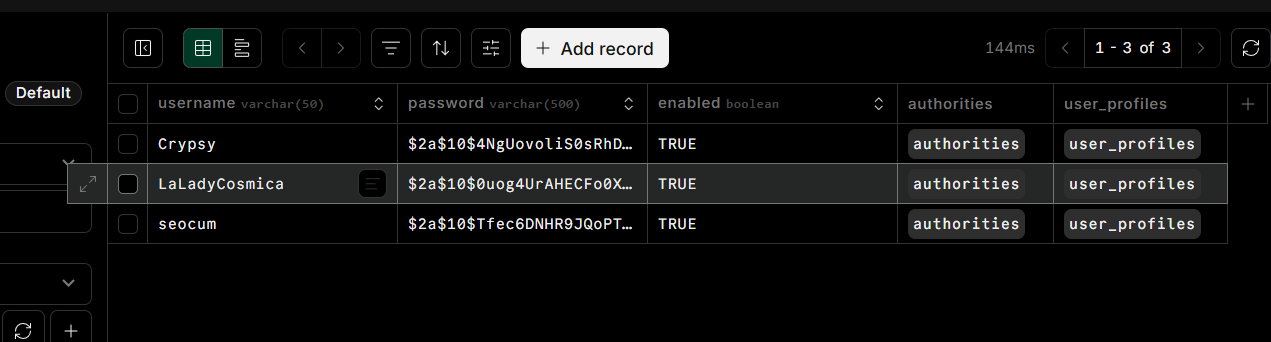 Add record
144ms
1 - 3 of 3
Default
username varchar(50)
password varchar(500)
enabled boolean
authorities
user_profiles
Crypsy $2a$10$4NgUovoliS0sRhD… TRUE authorities user_profiles
LaLadyCosmica $2a$10$0uog4UrAHECFo0X… TRUE authorities user_profiles
seocum $2a$10$Tfec6DNHR9JQoPT… TRUE authorities user_profiles